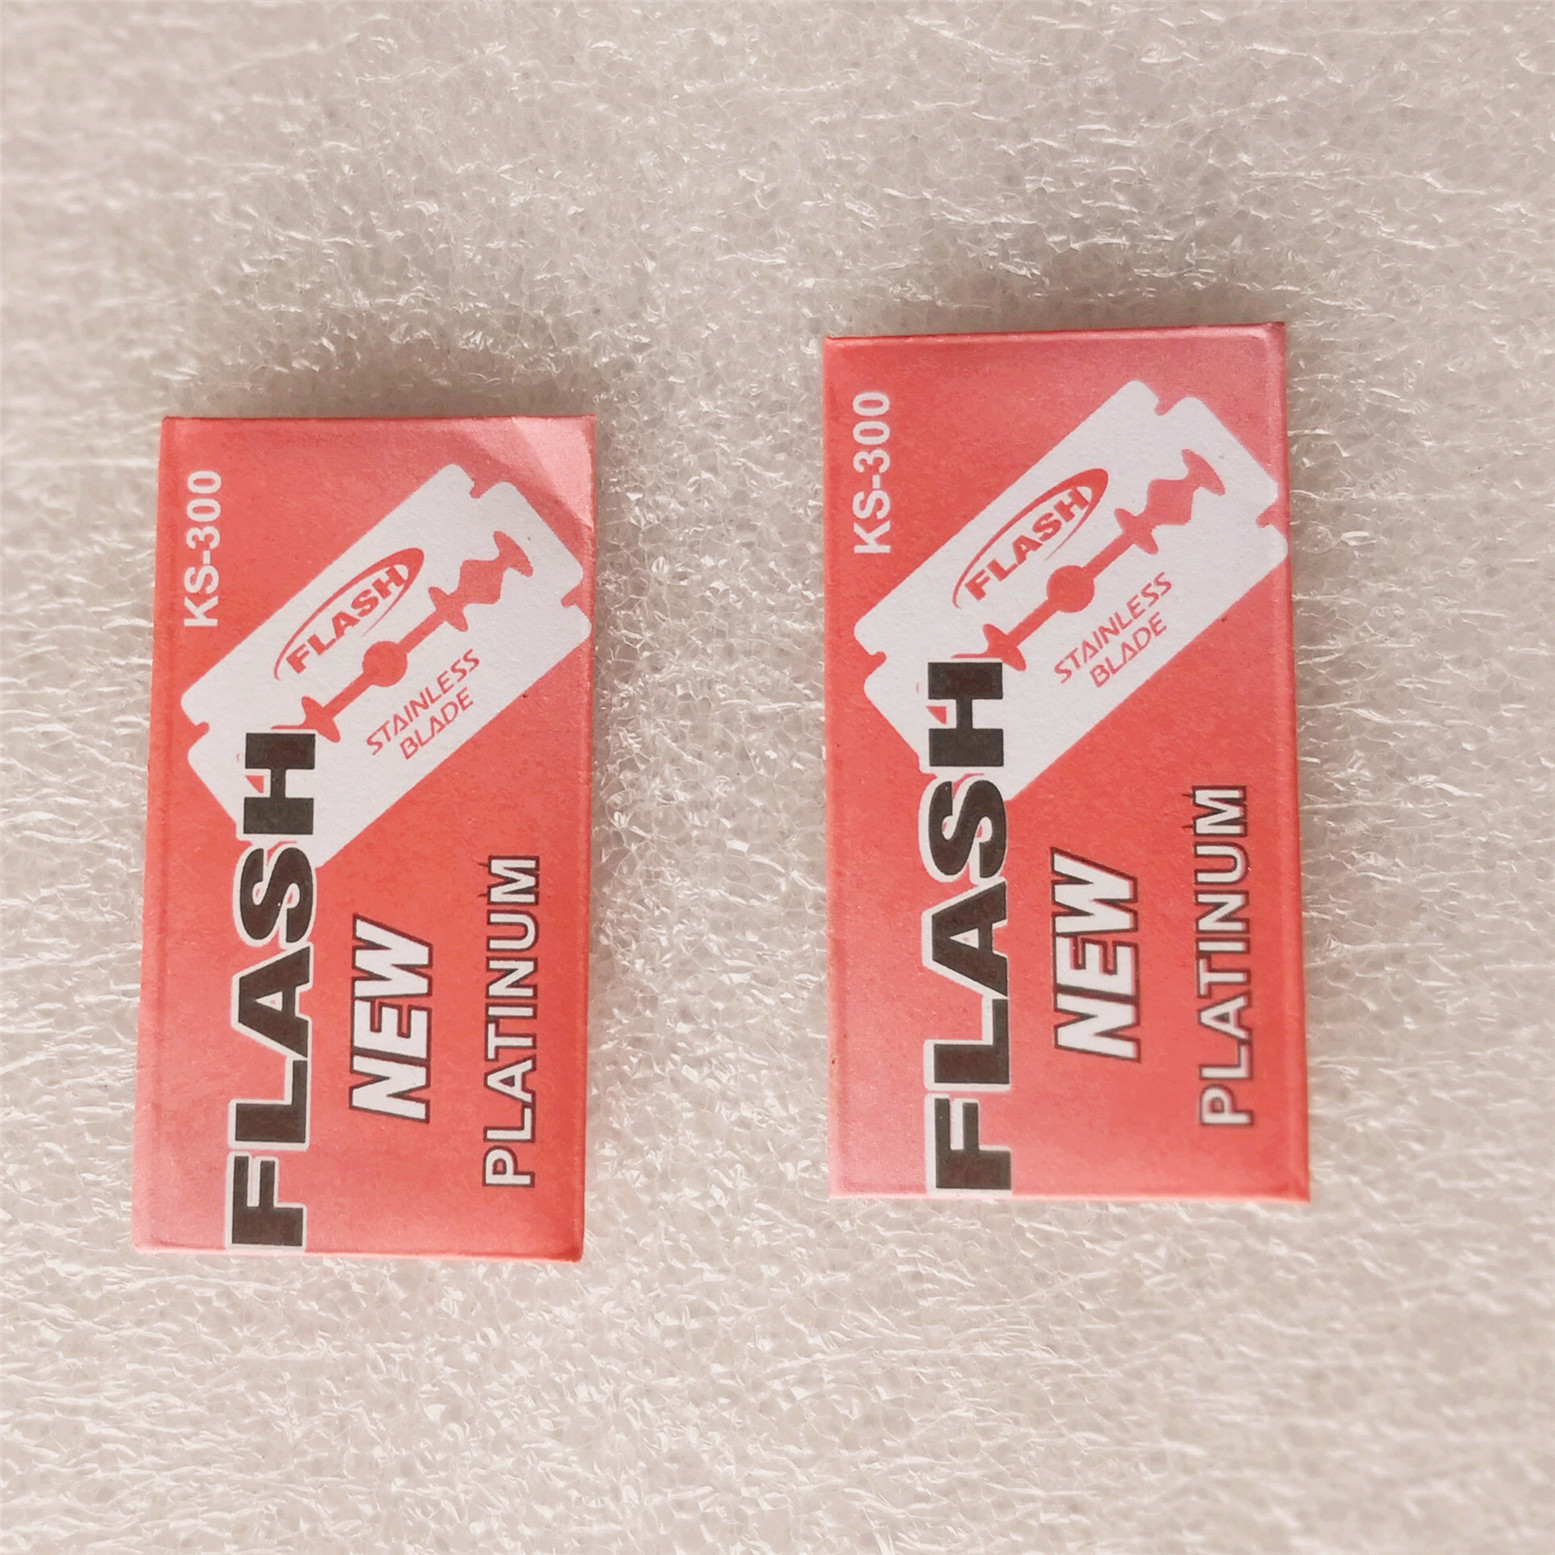 KS-300
FLASH
STAINLESS
BLADE
FLASH
NEW
PLATINUM
KS-300
FLASH
STAINLESS
BLADE
FLASH
NEW
PLATINUM